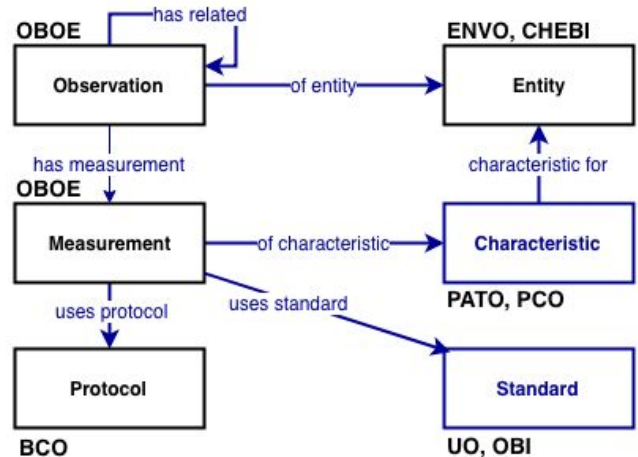 has related
OBOE
ENVO, CHEBI
Observation
of entity
Entity
has measurement
characteristic for
OBOE
Measurement
of characteristic
Characteristic
PATO, PCO
uses protocol
uses standard
Protocol
Standard
BCO
UO, OBI